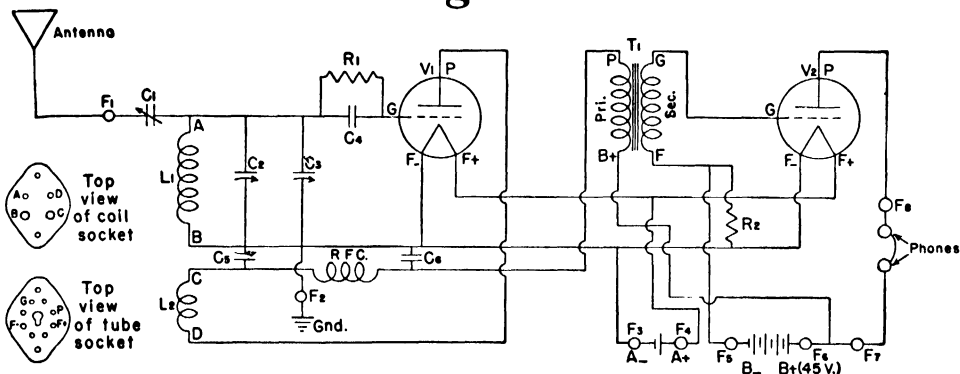 g
Antenna
F1
C1
R1
C4
V1 P
G
F-
F+
T1
P
G
Pri.
Sec.
B+
F
V2 P
G
F-
F+
A
L1
B
C2
C3
C5
R F C.
C6
C
L2
D
F2
Gnd.
R2
F8
Phones
F3
A-
F4
A+
F5
B-
F6
B+(45 V.)
F7
Top
view
of coil
socket
A
D
B
C
Top
view
of tube
socket
G
P
F-
F+